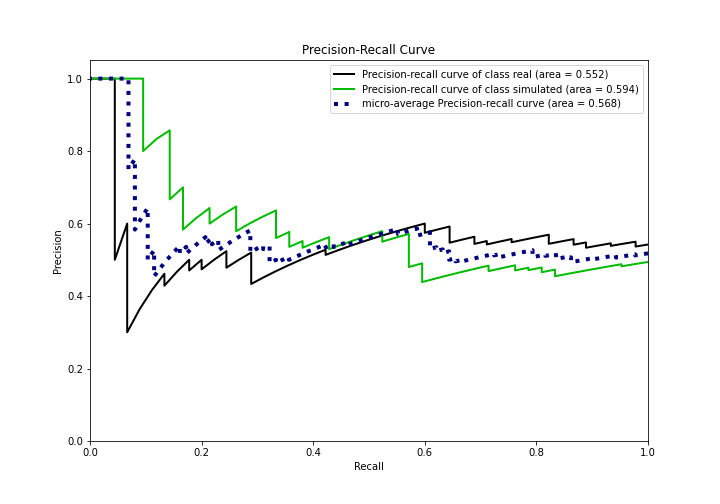 Precision-Recall Curve
Precision-recall curve of class real (area = 0.552)
Precision-recall curve of class simulated (area = 0.594)
micro-average Precision-recall curve (area = 0.568)
Precision
1.0
0.8
0.6
0.4
0.2
0.0
0.0 0.2 0.4 0.6 0.8 1.0
Recall